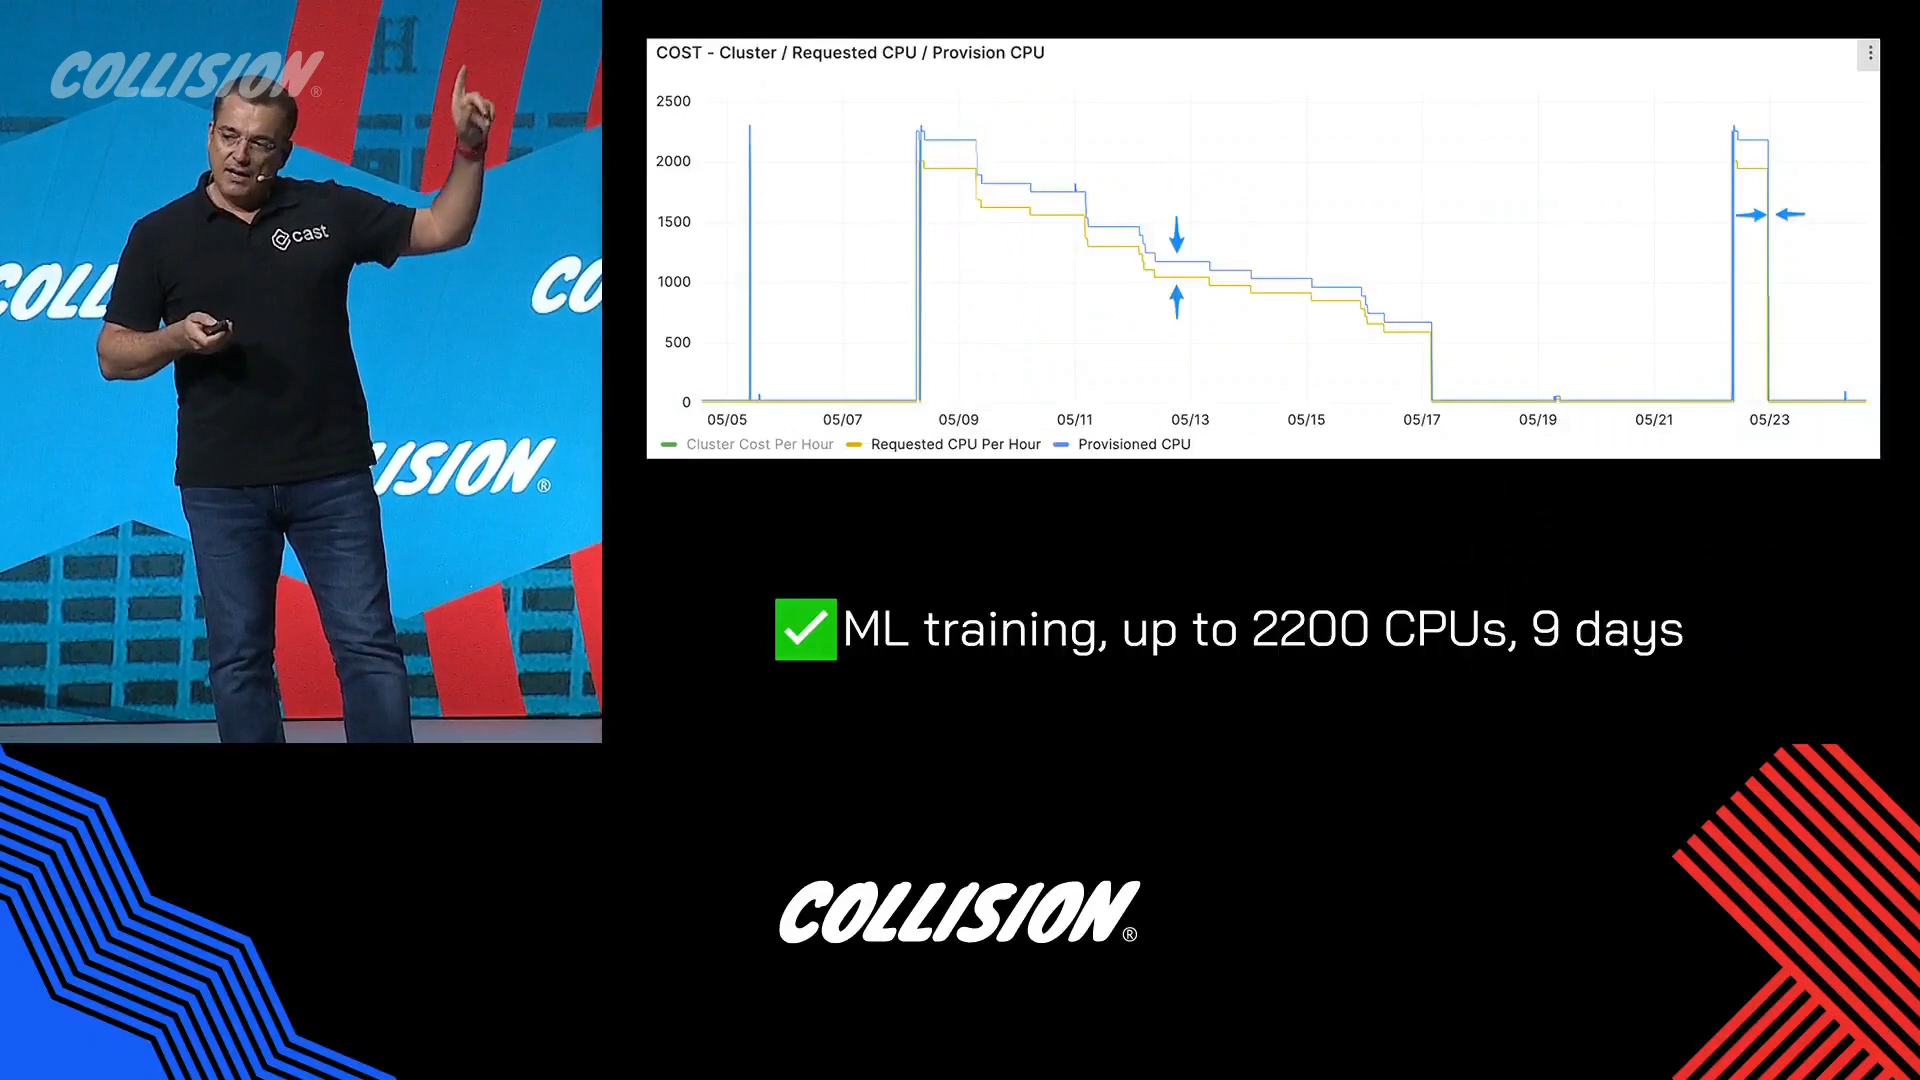 COLLISION®
H
cast
COLL
CO
LISION®
COST - Cluster / Requested CPU / Provision CPU
2500
2000
1500
1000
500
0
05/05 05/07 05/09 05/11 05/13 05/15 05/17 05/19 05/21 05/23
Cluster Cost Per Hour Requested CPU Per Hour Provisioned CPU
✅ML training, up to 2200 CPUs, 9 days
COLLISION®